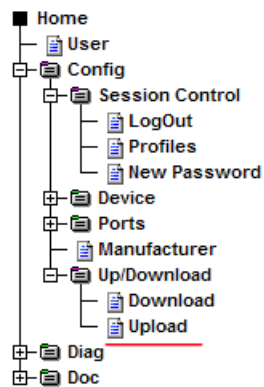 Home
User
Config
Session Control
LogOut
Profiles
New Password
Device
Ports
Manufacturer
Up/Download
Download
Upload
Diag
Doc